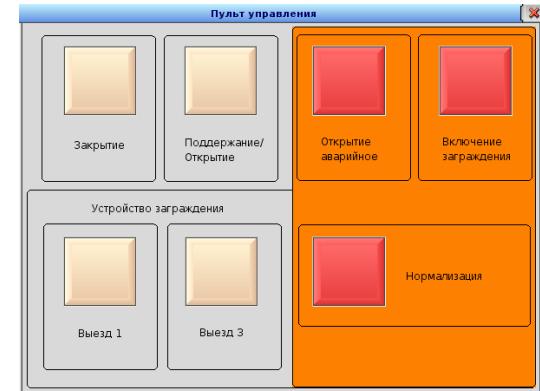 Пульт управления
Закрытие
Поддержание/
Открытие
Открытие
аварийное
Включение
заграждения
Устройство заграждения
Выезд 1
Выезд 3
Нормализация